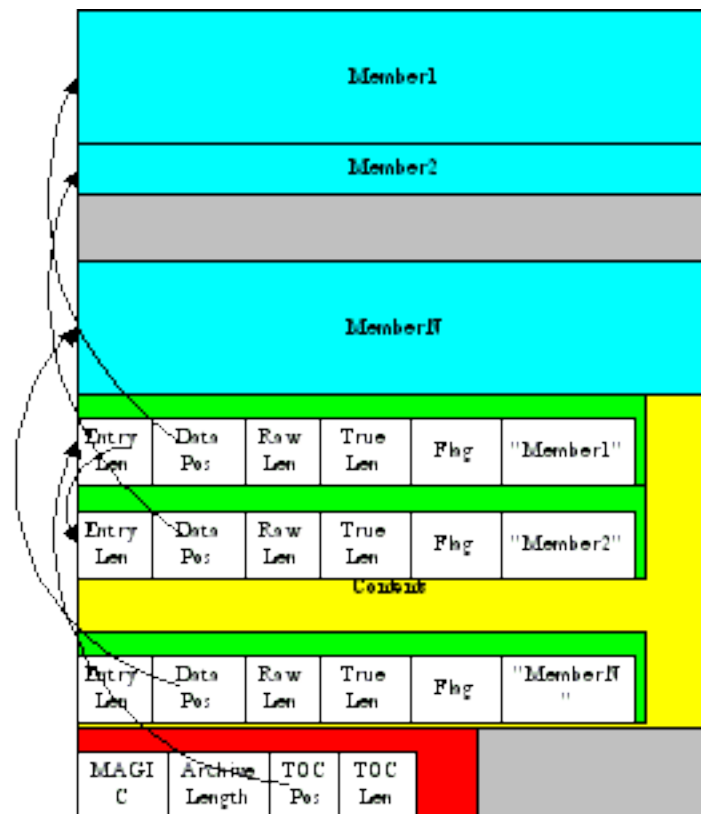 Member1
Member2
MemberN
Entry Data Raw True Flag "Member1"
Len Pos Len Len
Entry Data Raw True Flag "Member2"
Len Pos Len Len
Content
Entry Data Raw True Flag "MemberN
Len Pos Len Len "
MAGI Archive TOC TOC
C Length Pos Len